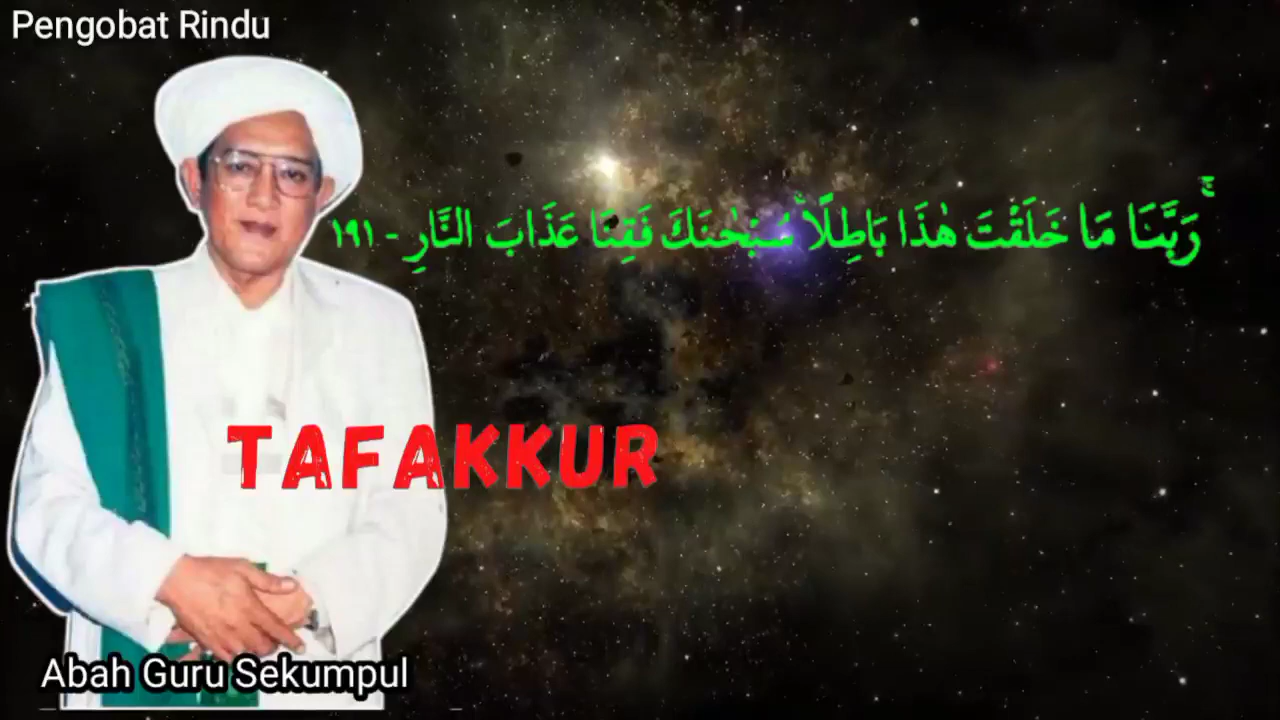 Pengobat Rindu
رَبَّنَا مَا خَلَقْتَ هٰذَا بَاطِلًاۚ سُبْحٰنَكَ فَقِنَا عَذَابَ النَّارِ - ١٩١
TAFAKKUR
Abah Guru Sekumpul